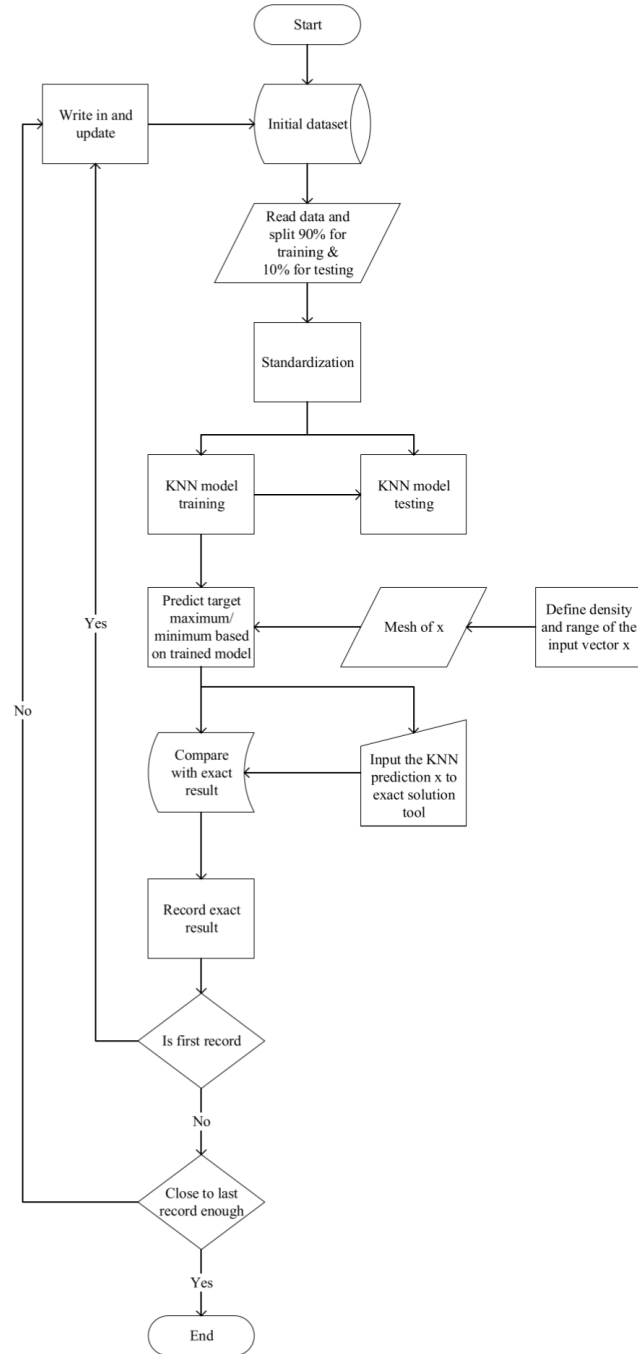 Start
Write in and
update
Initial dataset
Read data and
split 90% for
training &
10% for testing
Standardization
KNN model
training
KNN model
testing
Predict target
maximum/
minimum based
on trained model
Mesh of x
Define density
and range of the
input vector x
Yes
No
Compare
with exact
result
Input the KNN
prediction x to
exact solution
tool
Record exact
result
Is first record
No
Close to last
record enough
Yes
End